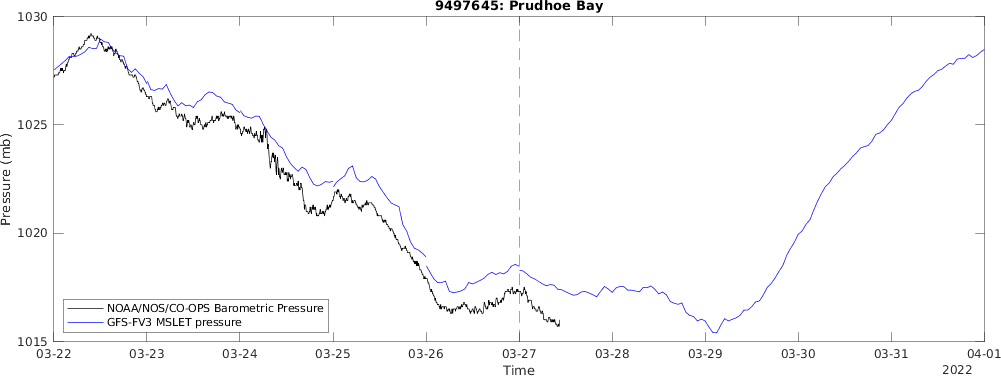 9497645: Prudhoe Bay
1030
1025
1020
1015
Pressure (mb)
NOAA/NOS/CO-OPS Barometric Pressure
GFS-FV3 MSLET pressure
03-22 03-23 03-24 03-25 03-26 03-27 03-28 03-29 03-30 03-31 04-01
Time
2022